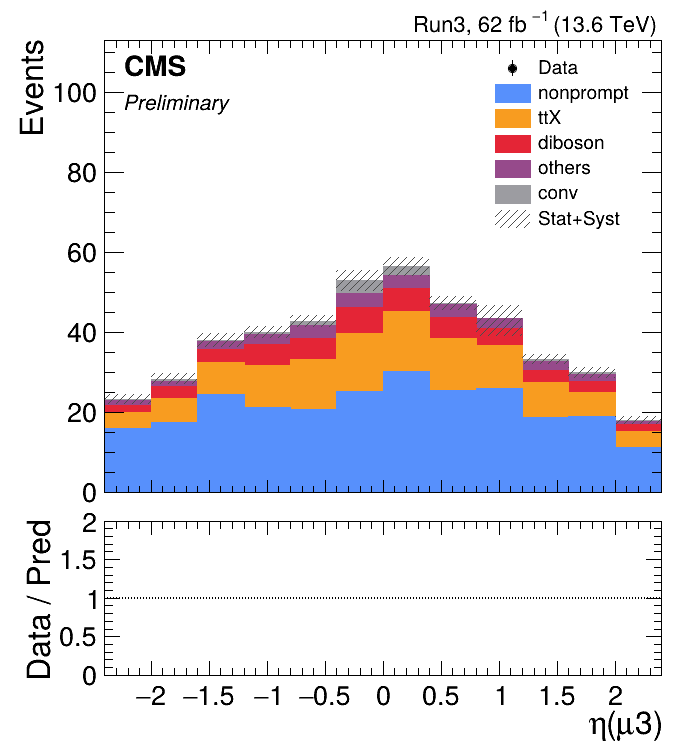 Run3, 62 fb⁻¹ (13.6 TeV)
Events
CMS
Preliminary
Data
nonprompt
ttX
diboson
others
conv
Stat+Syst
100
80
60
40
20
0
Data / Pred
2
1.5
1
0.5
0
−2 −1.5 −1 −0.5 0 0.5 1 1.5 2
η(μ3)